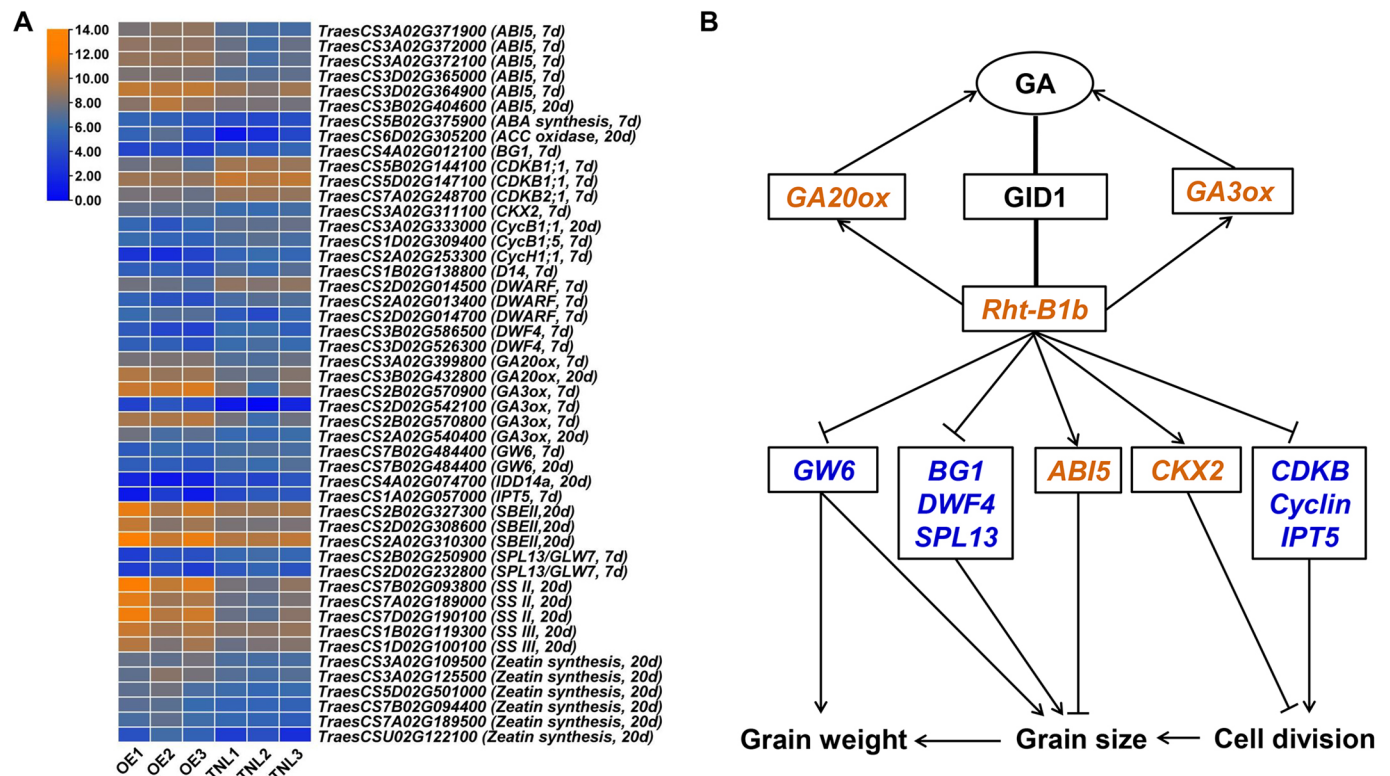 A
14.00
12.00
10.00
8.00
6.00
4.00
2.00
0.00
TraesCS3A02G371900 (ABI5, 7d)
TraesCS3A02G372000 (ABI5, 7d)
TraesCS3A02G372100 (ABI5, 7d)
TraesCS3D02G365000 (ABI5, 7d)
TraesCS3D02G364900 (ABI5, 7d)
TraesCS3B02G404600 (ABI5, 20d)
TraesCS5B02G375900 (ABA synthesis, 7d)
TraesCS6D02G305200 (ACC oxidase, 20d)
TraesCS4A02G012100 (BG1, 7d)
TraesCS5B02G144100 (CDKB1;1, 7d)
TraesCS5D02G147100 (CDKB1;1, 7d)
TraesCS7A02G248700 (CDKB2;1, 7d)
TraesCS3A02G311100 (CKX2, 7d)
TraesCS3A02G333000 (CycB1;1, 20d)
TraesCS1D02G309400 (CycB1;5, 7d)
TraesCS2A02G253300 (CycH1;1, 7d)
TraesCS1B02G138800 (D14, 7d)
TraesCS2D02G014500 (DWARF, 7d)
TraesCS2A02G013400 (DWARF, 7d)
TraesCS2D02G014700 (DWARF, 7d)
TraesCS3B02G586500 (DWF4, 7d)
TraesCS3D02G526300 (DWF4, 7d)
TraesCS3A02G399800 (GA20ox, 7d)
TraesCS3B02G432800 (GA20ox, 20d)
TraesCS2B02G570900 (GA3ox, 7d)
TraesCS2D02G542100 (GA3ox, 7d)
TraesCS2B02G570800 (GA3ox, 7d)
TraesCS2A02G540400 (GA3ox, 20d)
TraesCS7B02G484400 (GW6, 7d)
TraesCS7B02G484400 (GW6, 20d)
TraesCS4A02G074700 (IDD14a, 20d)
TraesCS1A02G057000 (IPT5, 7d)
TraesCS2B02G327300 (SBEII,20d)
TraesCS2D02G308600 (SBEII,20d)
TraesCS2A02G310300 (SBEII,20d)
TraesCS2B02G250900 (SPL13/GLW7, 7d)
TraesCS2D02G232800 (SPL13/GLW7, 7d)
TraesCS7B02G093800 (SS II, 20d)
TraesCS7A02G189000 (SS II, 20d)
TraesCS7D02G190100 (SS II, 20d)
TraesCS1B02G119300 (SS III, 20d)
TraesCS1D02G100100 (SS III, 20d)
TraesCS3A02G109500 (Zeatin synthesis, 20d)
TraesCS3A02G125500 (Zeatin synthesis, 20d)
TraesCS5D02G501000 (Zeatin synthesis, 20d)
TraesCS7B02G094400 (Zeatin synthesis, 20d)
TraesCS7A02G189500 (Zeatin synthesis, 20d)
TraesCSU02G122100 (Zeatin synthesis, 20d)
OE1 OE2 OE3 TNL1 TNL2 TNL3
B
GA
GA20ox GID1 GA3ox
Rht-B1b
GW6
BG1
DWF4
SPL13
ABI5
CKX2
CDKB
Cyclin
IPT5
Grain weight Grain size Cell division